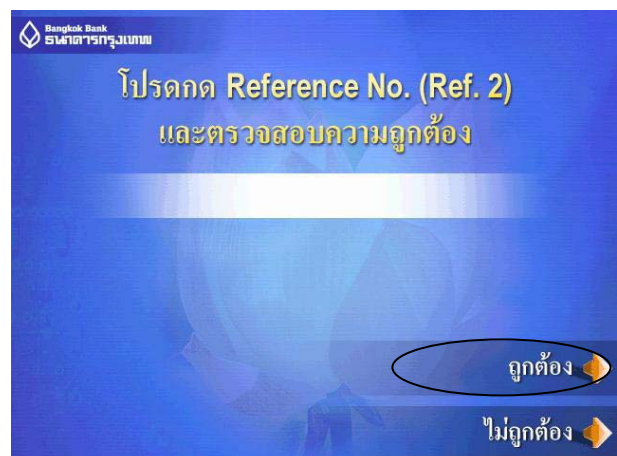 Bangkok Bank
ธนาคารกรุงเทพ
โปรดกด Reference No. (Ref. 2)
และตรวจสอบความถูกต้อง
ถูกต้อง
ไม่ถูกต้อง